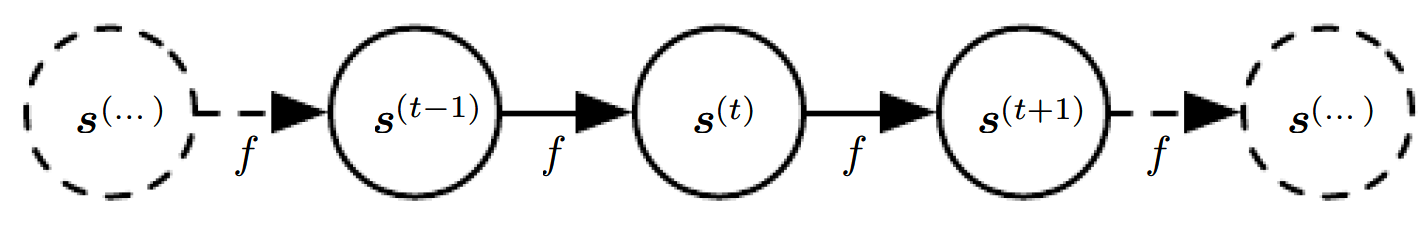 s^(...) s^(t−1) s^(t) s^(t+1) s^(...)
f f f f